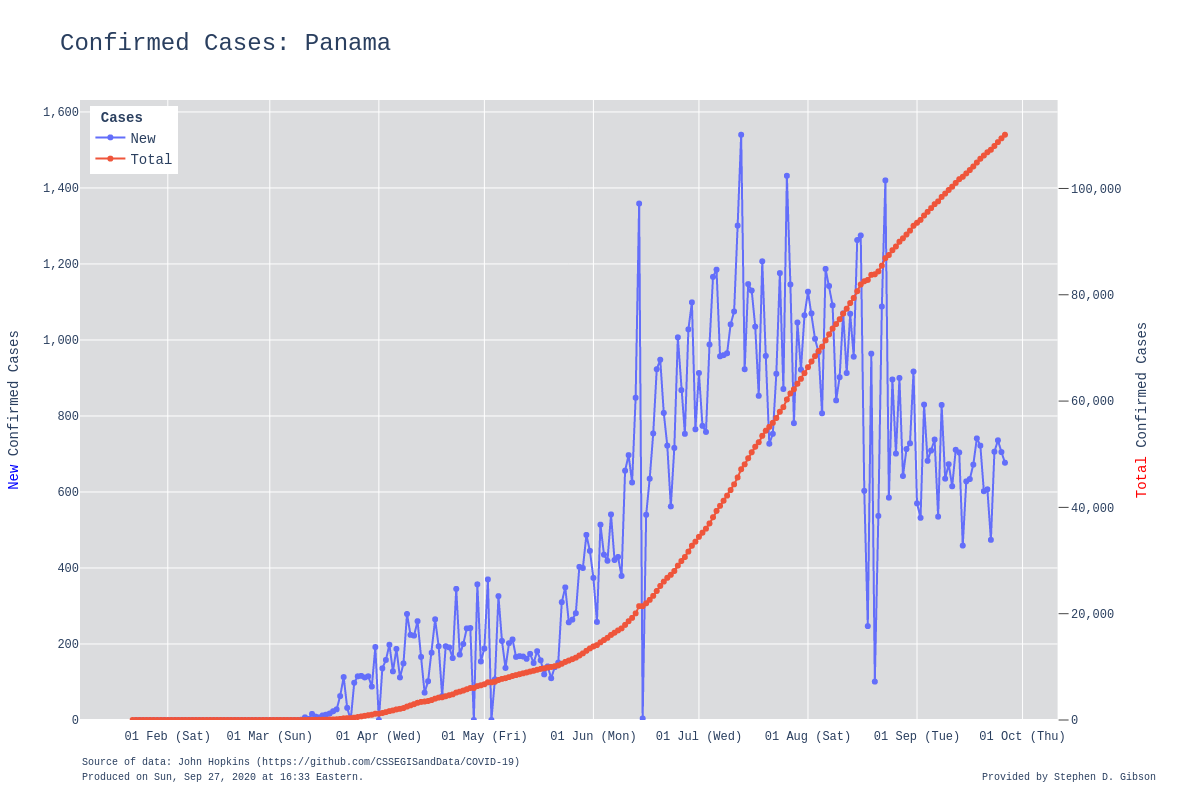 Confirmed Cases: Panama
Cases
New
Total
1,600
1,400
1,200
1,000
800
600
400
200
0
100,000
80,000
60,000
40,000
20,000
0
New Confirmed Cases
Total Confirmed Cases
01 Feb (Sat) 01 Mar (Sun) 01 Apr (Wed) 01 May (Fri) 01 Jun (Mon) 01 Jul (Wed) 01 Aug (Sat) 01 Sep (Tue) 01 Oct (Thu)
Source of data: John Hopkins (https://github.com/CSSEGISandData/COVID-19)
Produced on Sun, Sep 27, 2020 at 16:33 Eastern.
Provided by Stephen D. Gibson